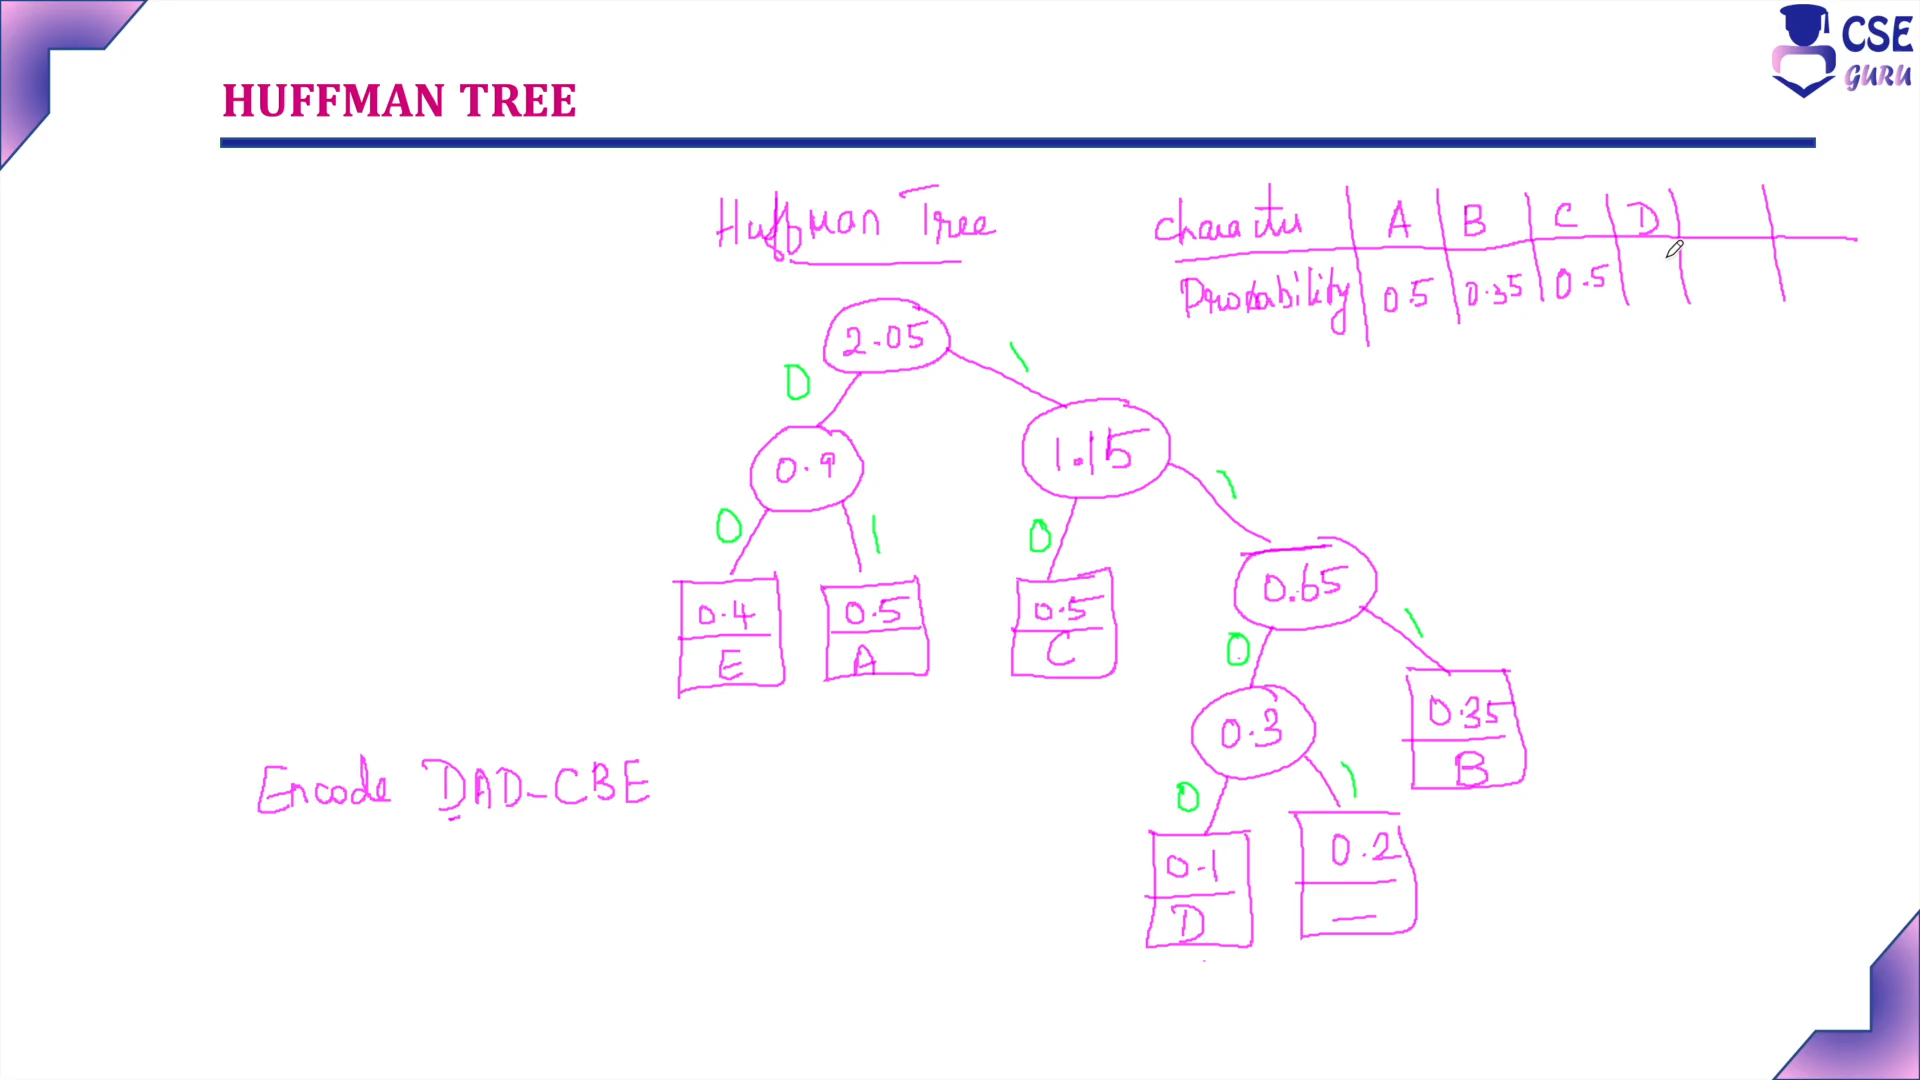 CSE
GURU
HUFFMAN TREE
Huffman Tree
Character A B C D
Probability 0.5 0.35 0.5
2.05
0 1
0.9 1.15
0 1 0 1
0.4 0.5 0.5 0.65
E A C
0 1
0.3 0.35
B
0 1
Encode DAD_CBE
0.1 0.2
D _